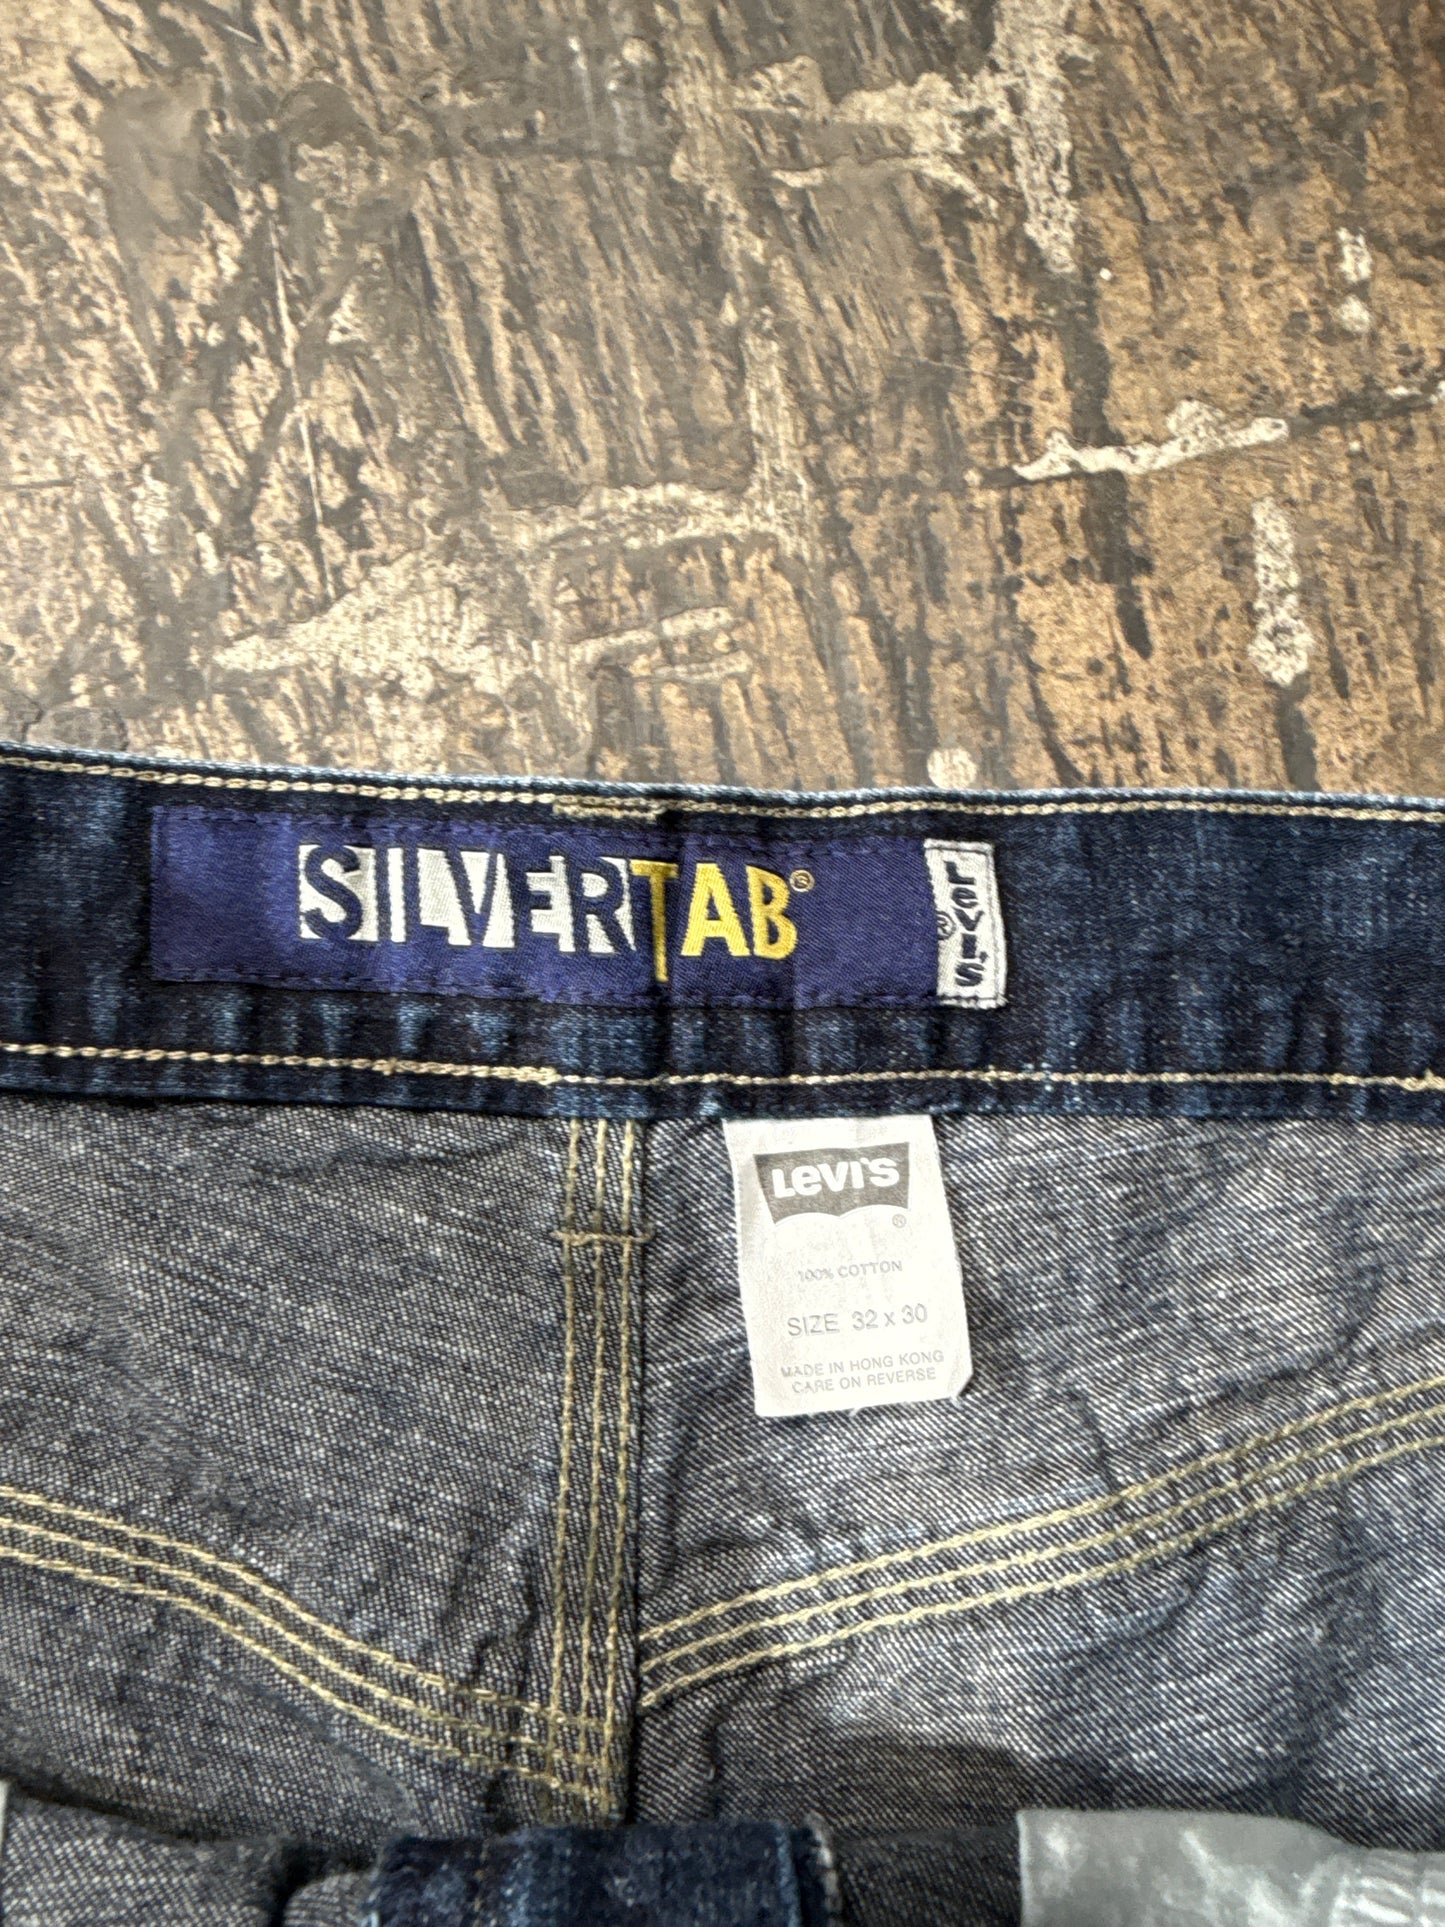 SILVERTAB®
LEVI'S®
LEVI'S®
100% COTTON
SIZE 32 x 30
MADE IN HONG KONG
CARE ON REVERSE